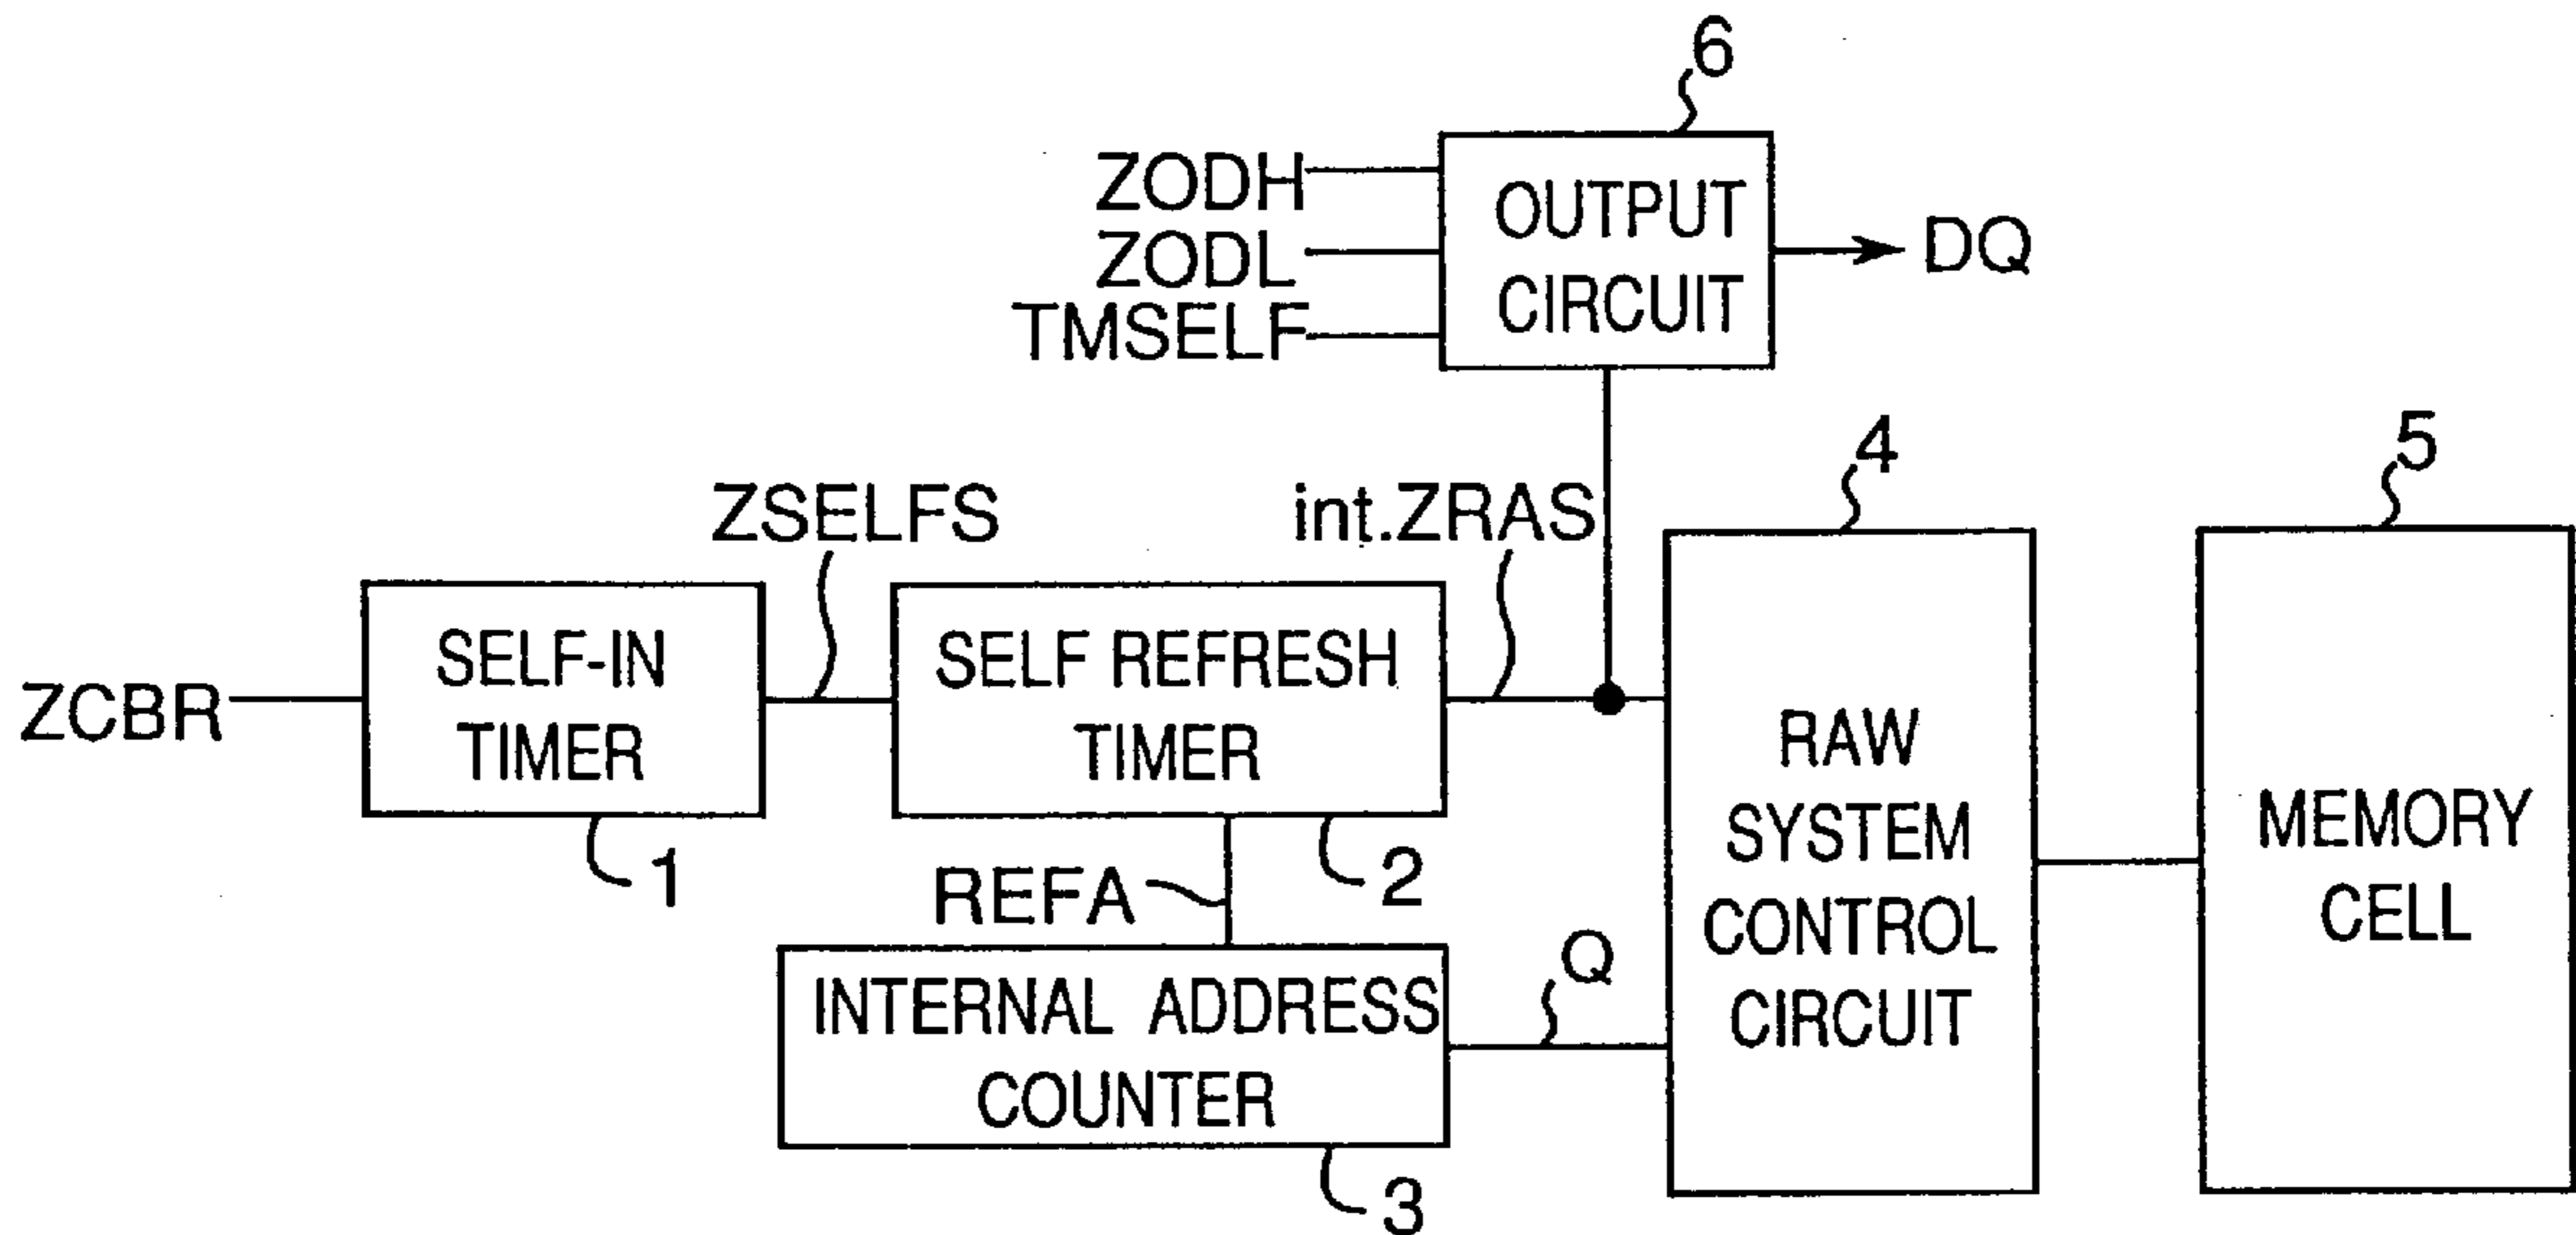 6
ZODH
ZODL
TMSELF
OUTPUT
CIRCUIT
DQ
4
5
ZSELFS
int.ZRAS
ZCBR
SELF-IN
TIMER
SELF REFRESH
TIMER
RAW
SYSTEM
CONTROL
CIRCUIT
MEMORY
CELL
1
REFA
2
INTERNAL ADDRESS
COUNTER
Q
3